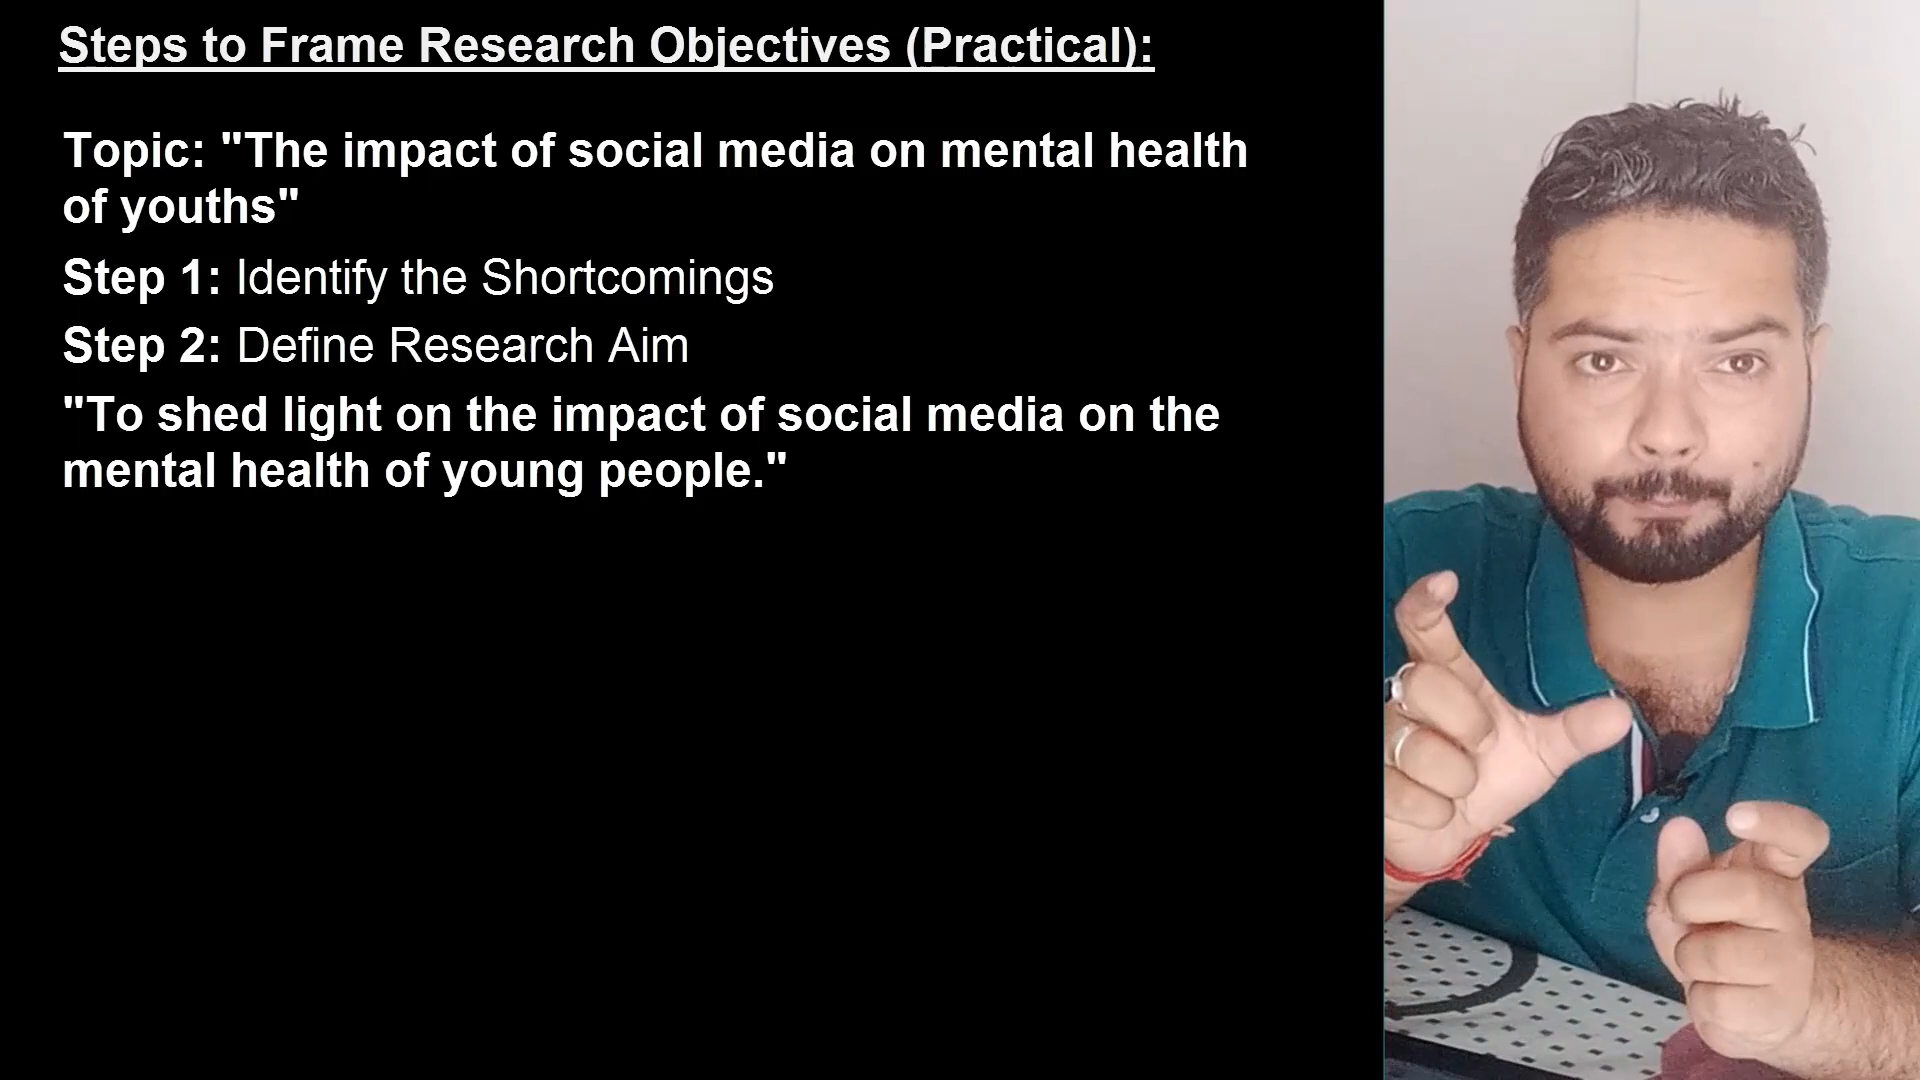 Steps to Frame Research Objectives (Practical):
Topic: "The impact of social media on mental health
of youths"
Step 1: Identify the Shortcomings
Step 2: Define Research Aim
"To shed light on the impact of social media on the
mental health of young people."